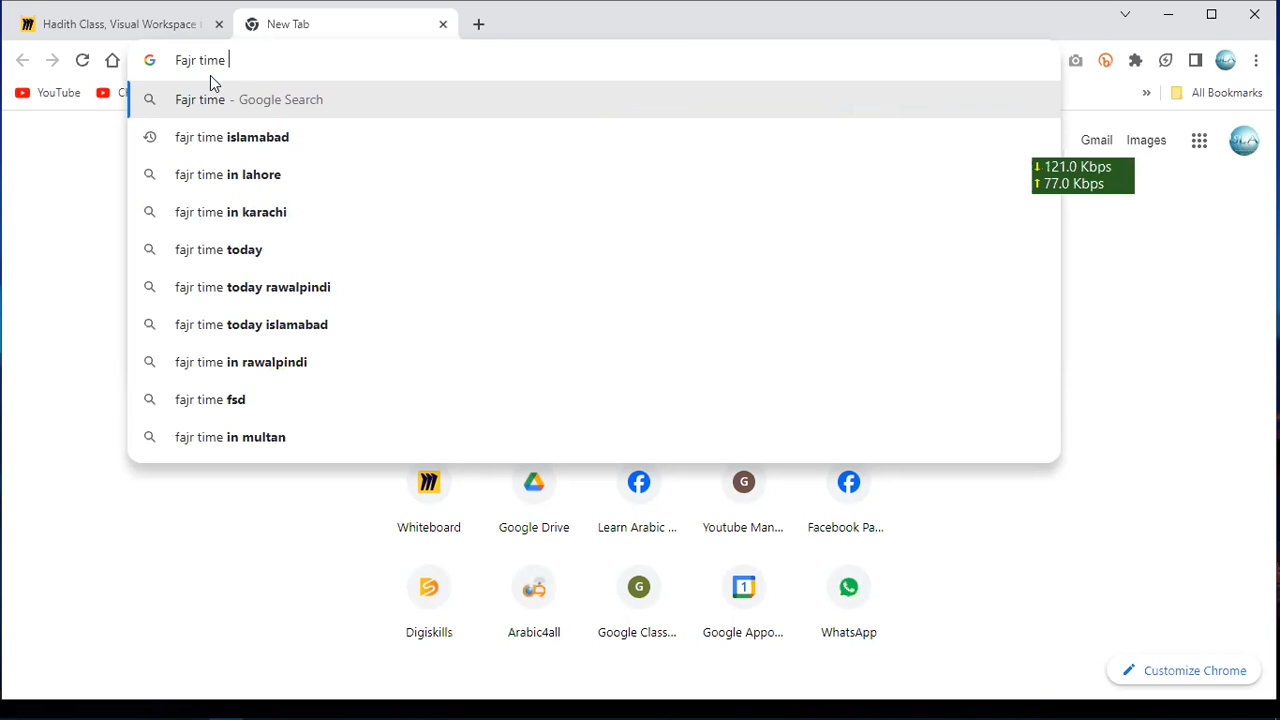 Hadith Class, Visual Workspace
New Tab
Fajr time
YouTube
All Bookmarks
Fajr time - Google Search
fajr time islamabad
fajr time in lahore
fajr time in karachi
fajr time today
fajr time today rawalpindi
fajr time today islamabad
fajr time in rawalpindi
fajr time fsd
fajr time in multan
Gmail
Images
SLA
↓ 121.0 Kbps
↑ 77.0 Kbps
Whiteboard
Google Drive
Learn Arabic ...
Youtube Man...
Facebook Pa...
Digiskills
Arabic4all
Google Class...
Google Appo...
WhatsApp
Customize Chrome